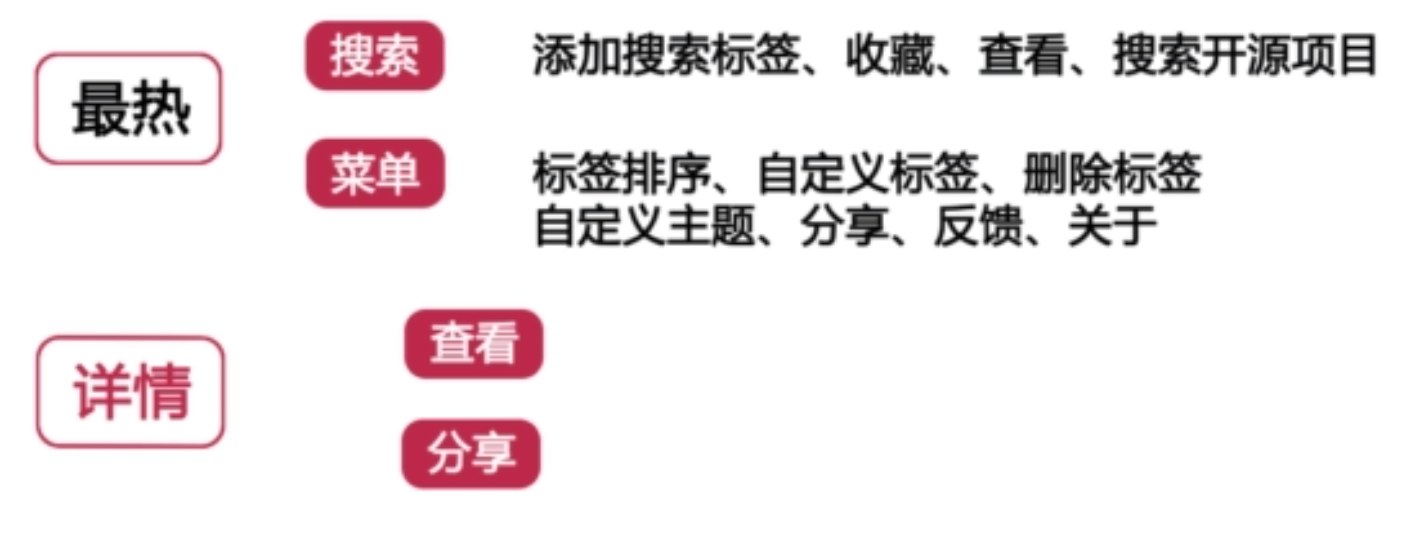 最热
搜索
添加搜索标签、收藏、查看、搜索开源项目
菜单
标签排序、自定义标签、删除标签
自定义主题、分享、反馈、关于
详情
查看
分享